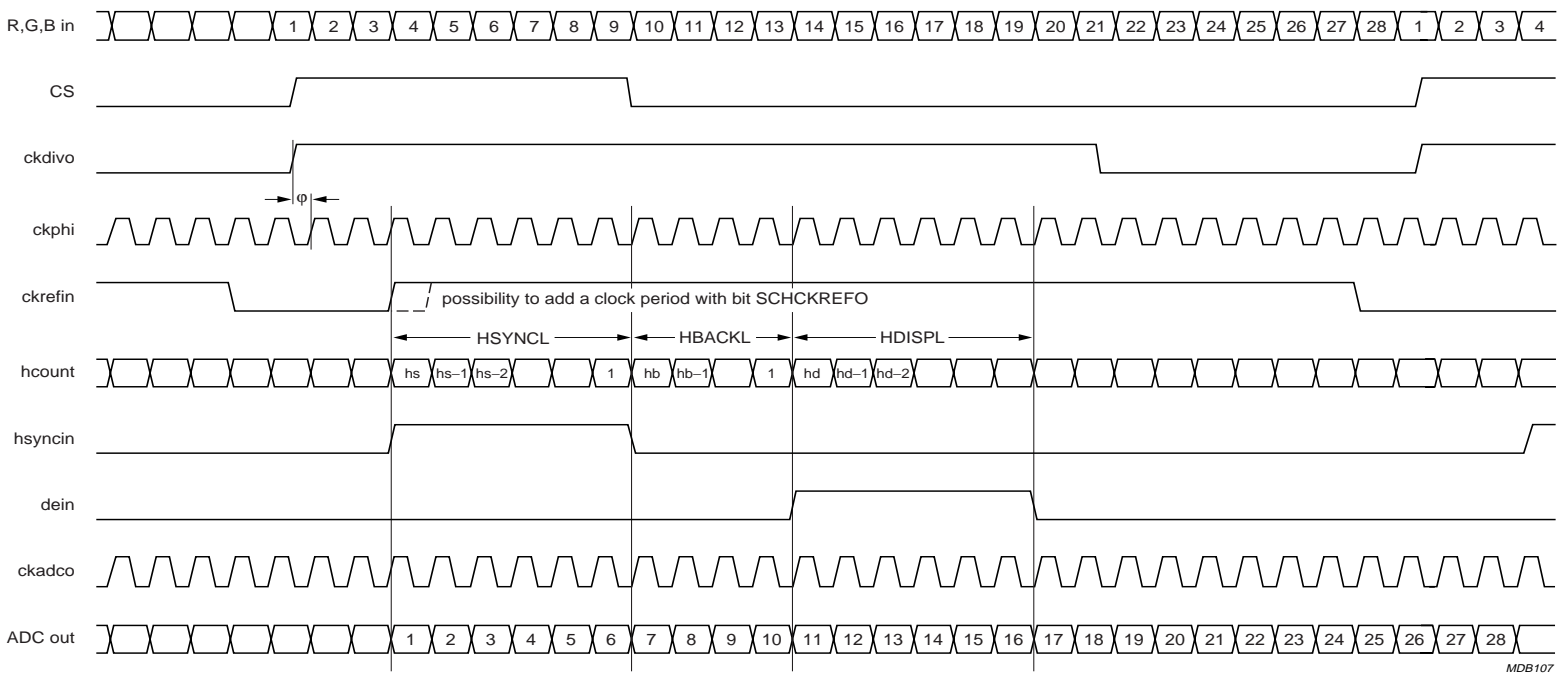 R,G,B in 1 2 3 4 5 6 7 8 9 10 11 12 13 14 15 16 17 18 19 20 21 22 23 24 25 26 27 28 1 2 3 4
CS
ckdivo
φ
ckphi
ckrefin
possibility to add a clock period with bit SCHCKREFO
HSYNCL HBACKL HDISPL
hcount hs hs–1 hs–2 1 hb hb–1 1 hd hd–1 hd–2
hsyncin
dein
ckadco
ADC out 1 2 3 4 5 6 7 8 9 10 11 12 13 14 15 16 17 18 19 20 21 22 23 24 25 26 27 28
MDB107